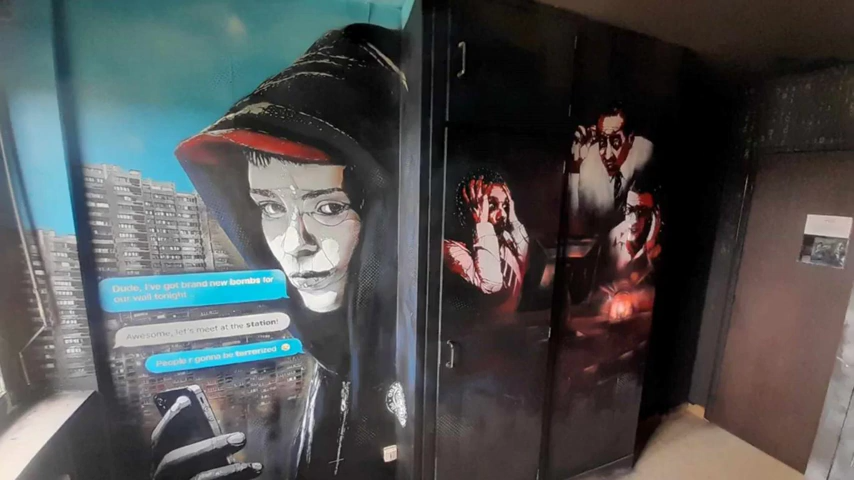 Dude, I've got brand new bombs for
our wall tonight
Awesome, let's meet at the station!
People r gonna be terrorized 😄